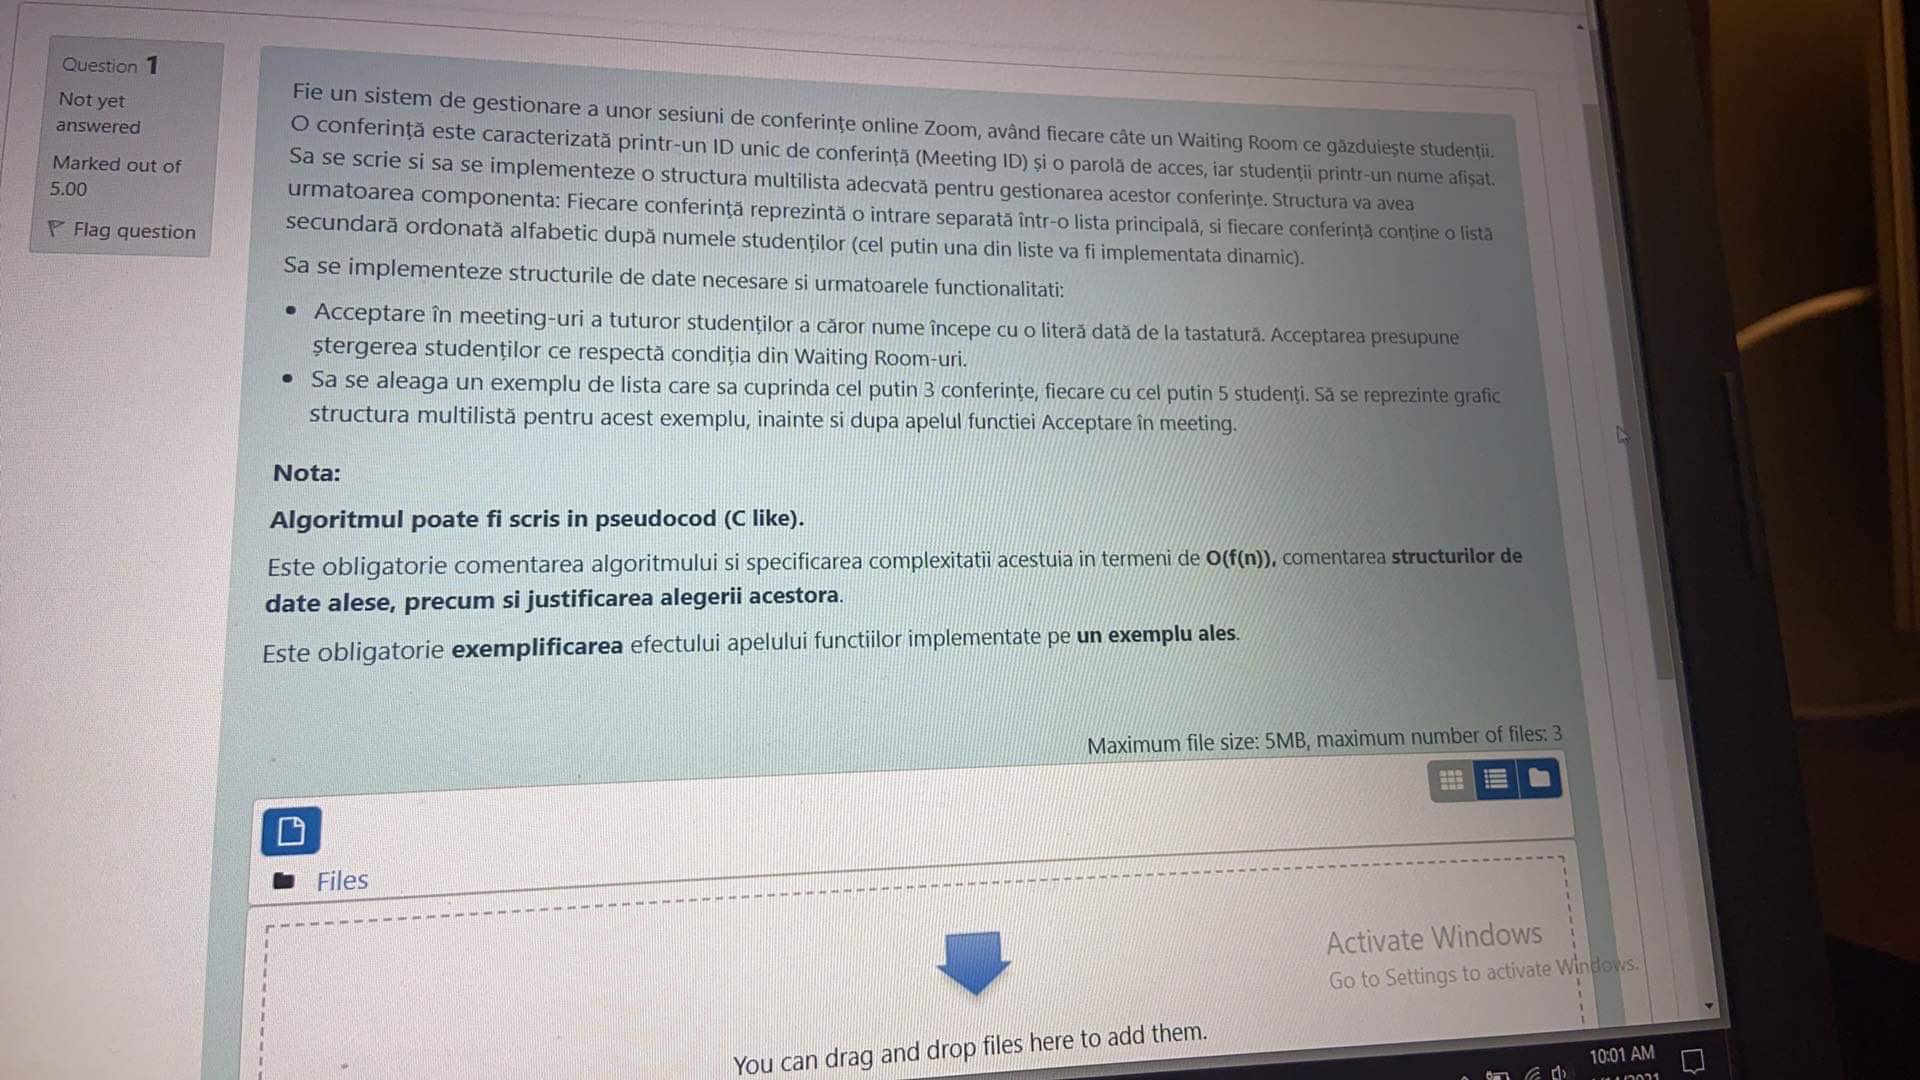 Question 1
Not yet
answered
Marked out of
5.00
Flag question
Fie un sistem de gestionare a unor sesiuni de conferințe online Zoom, având fiecare câte un Waiting Room ce găzduiește studenții.
O conferință este caracterizată printr-un ID unic de conferință (Meeting ID) și o parolă de acces, iar studenții printr-un nume afișat.
Sa se scrie si sa se implementeze o structura multilista adecvată pentru gestionarea acestor conferințe. Structura va avea
urmatoarea componenta: Fiecare conferință reprezintă o intrare separată într-o lista principală, si fiecare conferință conține o listă
secundară ordonată alfabetic după numele studenților (cel putin una din liste va fi implementata dinamic).
Sa se implementeze structurile de date necesare si urmatoarele functionalitati:
• Acceptare în meeting-uri a tuturor studenților a căror nume începe cu o literă dată de la tastatură. Acceptarea presupune
ștergerea studenților ce respectă condiția din Waiting Room-uri.
• Sa se aleaga un exemplu de lista care sa cuprinda cel putin 3 conferințe, fiecare cu cel putin 5 studenți. Să se reprezinte grafic
structura multilistă pentru acest exemplu, inainte si dupa apelul functiei Acceptare în meeting.
Nota:
Algoritmul poate fi scris in pseudocod (C like).
Este obligatorie comentarea algoritmului si specificarea complexitatii acestuia in termeni de O(f(n)), comentarea structurilor de
date alese, precum si justificarea alegerii acestora.
Este obligatorie exemplificarea efectului apelului functiilor implementate pe un exemplu ales.
Maximum file size: 5MB, maximum number of files: 3
Files
Activate Windows
Go to Settings to activate Windows.
You can drag and drop files here to add them.
10:01 AM